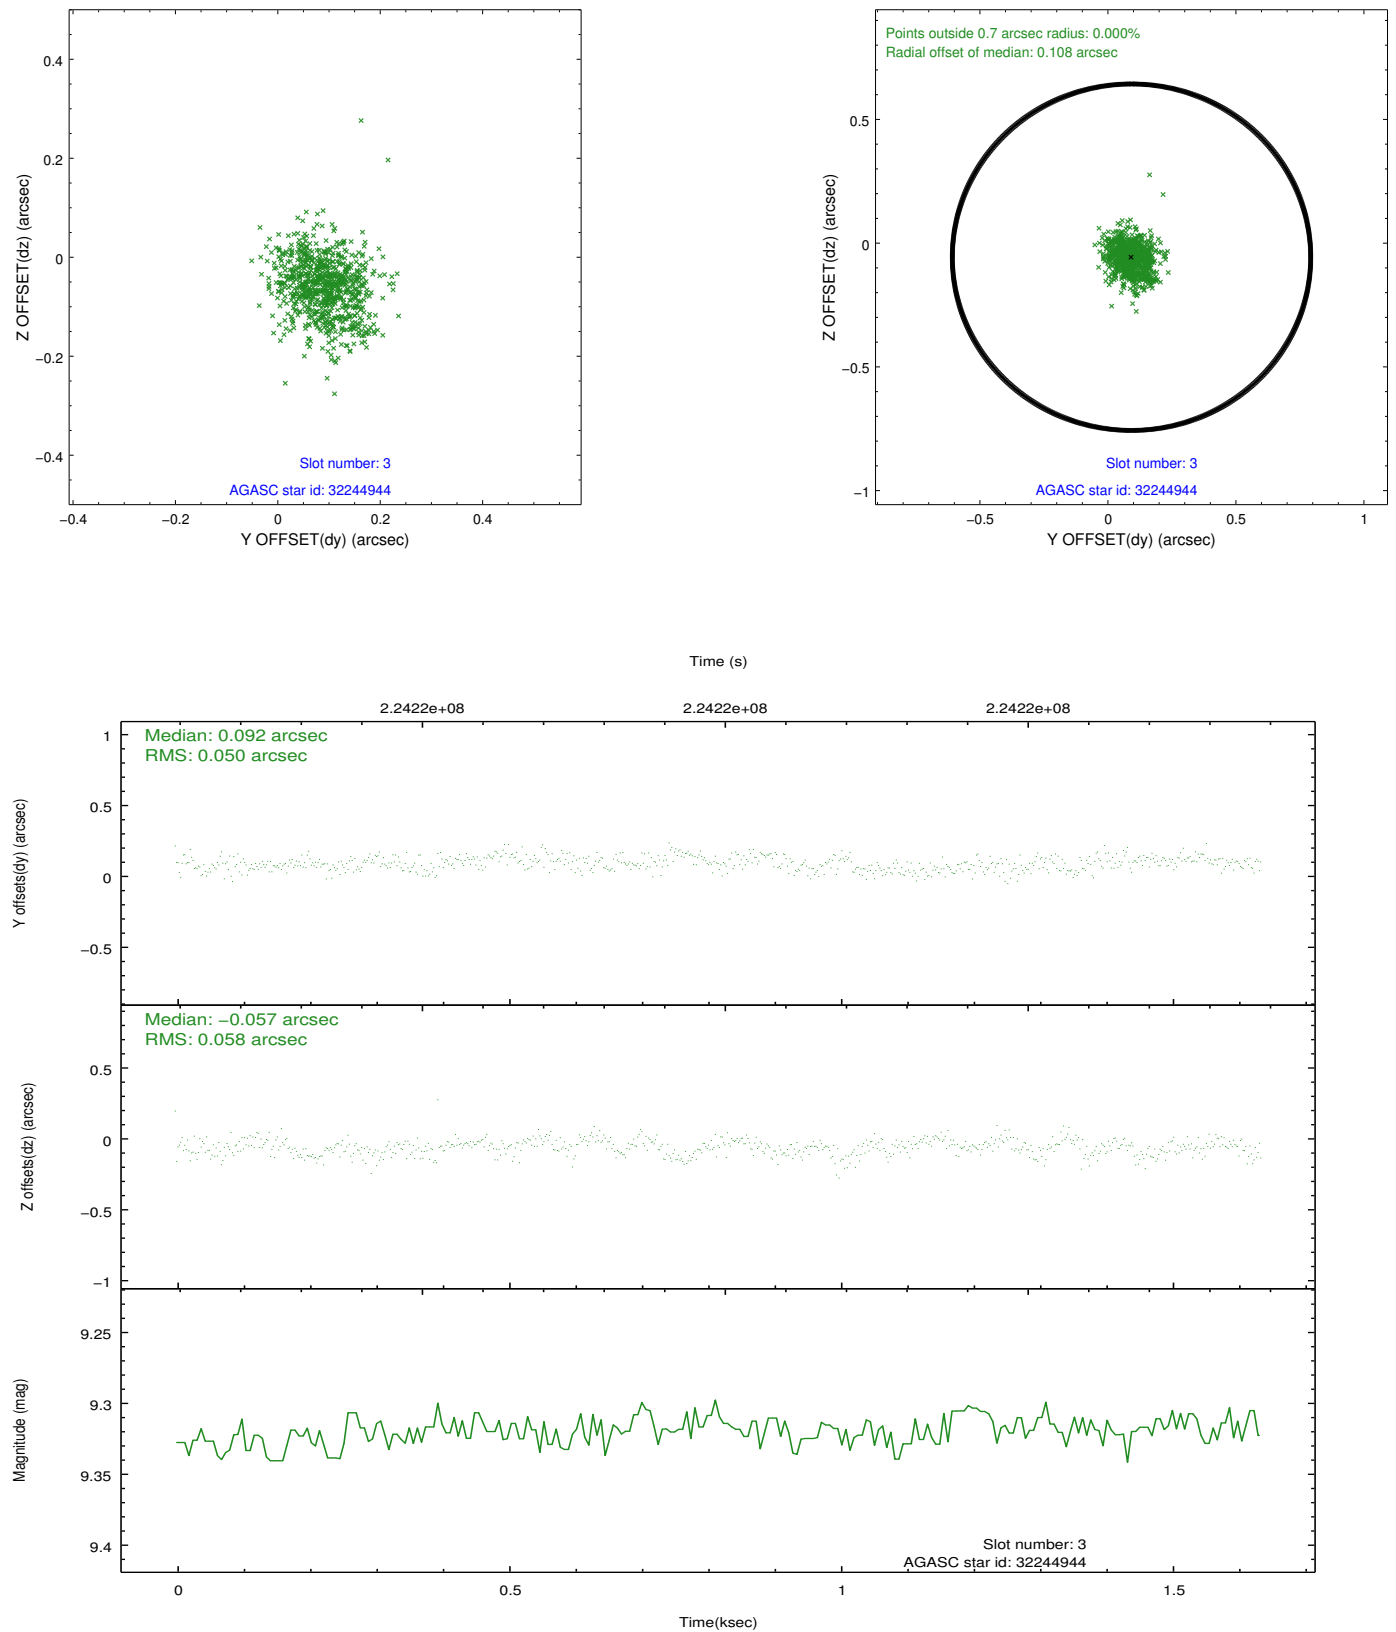 0.4
0.2
0
−0.2
−0.4
Z OFFSET(dz) (arcsec)
Slot number: 3
AGASC star id: 32244944
−0.4 −0.2 0 0.2 0.4
Y OFFSET(dy) (arcsec)
Points outside 0.7 arcsec radius: 0.000%
Radial offset of median: 0.108 arcsec
0.5
0
−0.5
−1
Z OFFSET(dz) (arcsec)
Slot number: 3
AGASC star id: 32244944
−0.5 0 0.5 1
Y OFFSET(dy) (arcsec)
Time (s)
2.2422e+08 2.2422e+08 2.2422e+08
Median: 0.092 arcsec
RMS: 0.050 arcsec
1
0.5
0
−0.5
Y offsets(dy) (arcsec)
Median: −0.057 arcsec
RMS: 0.058 arcsec
0.5
0
−0.5
−1
Z offsets(dz) (arcsec)
9.25
9.3
9.35
9.4
Magnitude (mag)
Slot number: 3
AGASC star id: 32244944
0 0.5 1 1.5
Time(ksec)